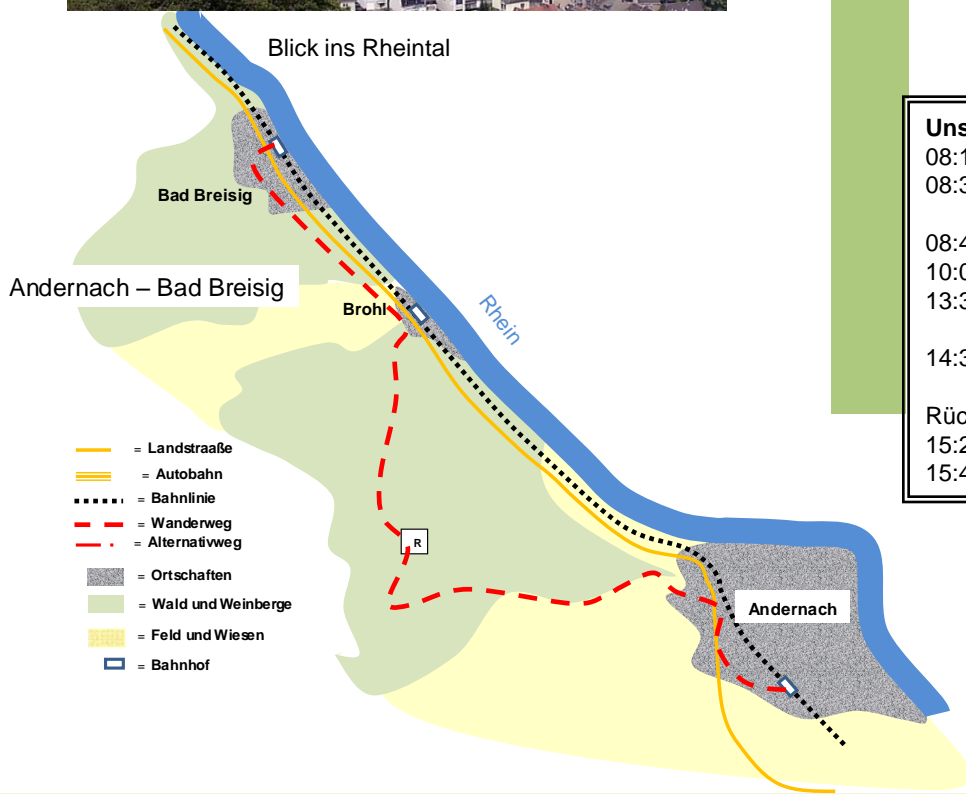 Blick ins Rheintal
Bad Breisig
Andernach – Bad Breisig
Brohl
Rhein
R
Andernach
= Landstraaße
= Autobahn
= Bahnlinie
= Wanderweg
= Alternativweg
= Ortschaften
= Wald und Weinberge
= Feld und Wiesen
= Bahnhof